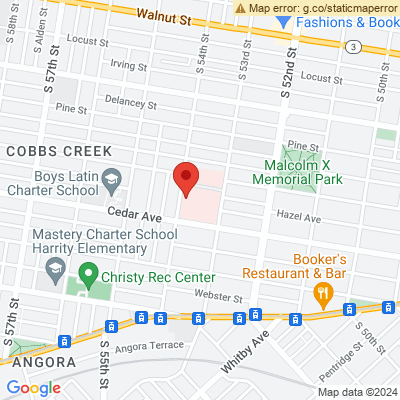 Map error: g.co/staticmaperror
Walnut St
Fashions & Book
S 58th St
S Alden St
S 57th St
Locust St
Irving St
S 54th St
S 53rd St
S 52nd St
3
Locust St
S 50th St
Delancey St
Pine St
Pine St
COBBS CREEK
Boys Latin
Charter School
Malcolm X
Memorial Park
Cedar Ave
Hazel Ave
Mastery Charter School
Harrity Elementary
Christy Rec Center
Booker's
Restaurant & Bar
Webster St
S 57th St
S 55th St
Angora Terrace
Whitby Ave
S 50th St
Pentridge St
ANGORA
Google
Map data ©2024